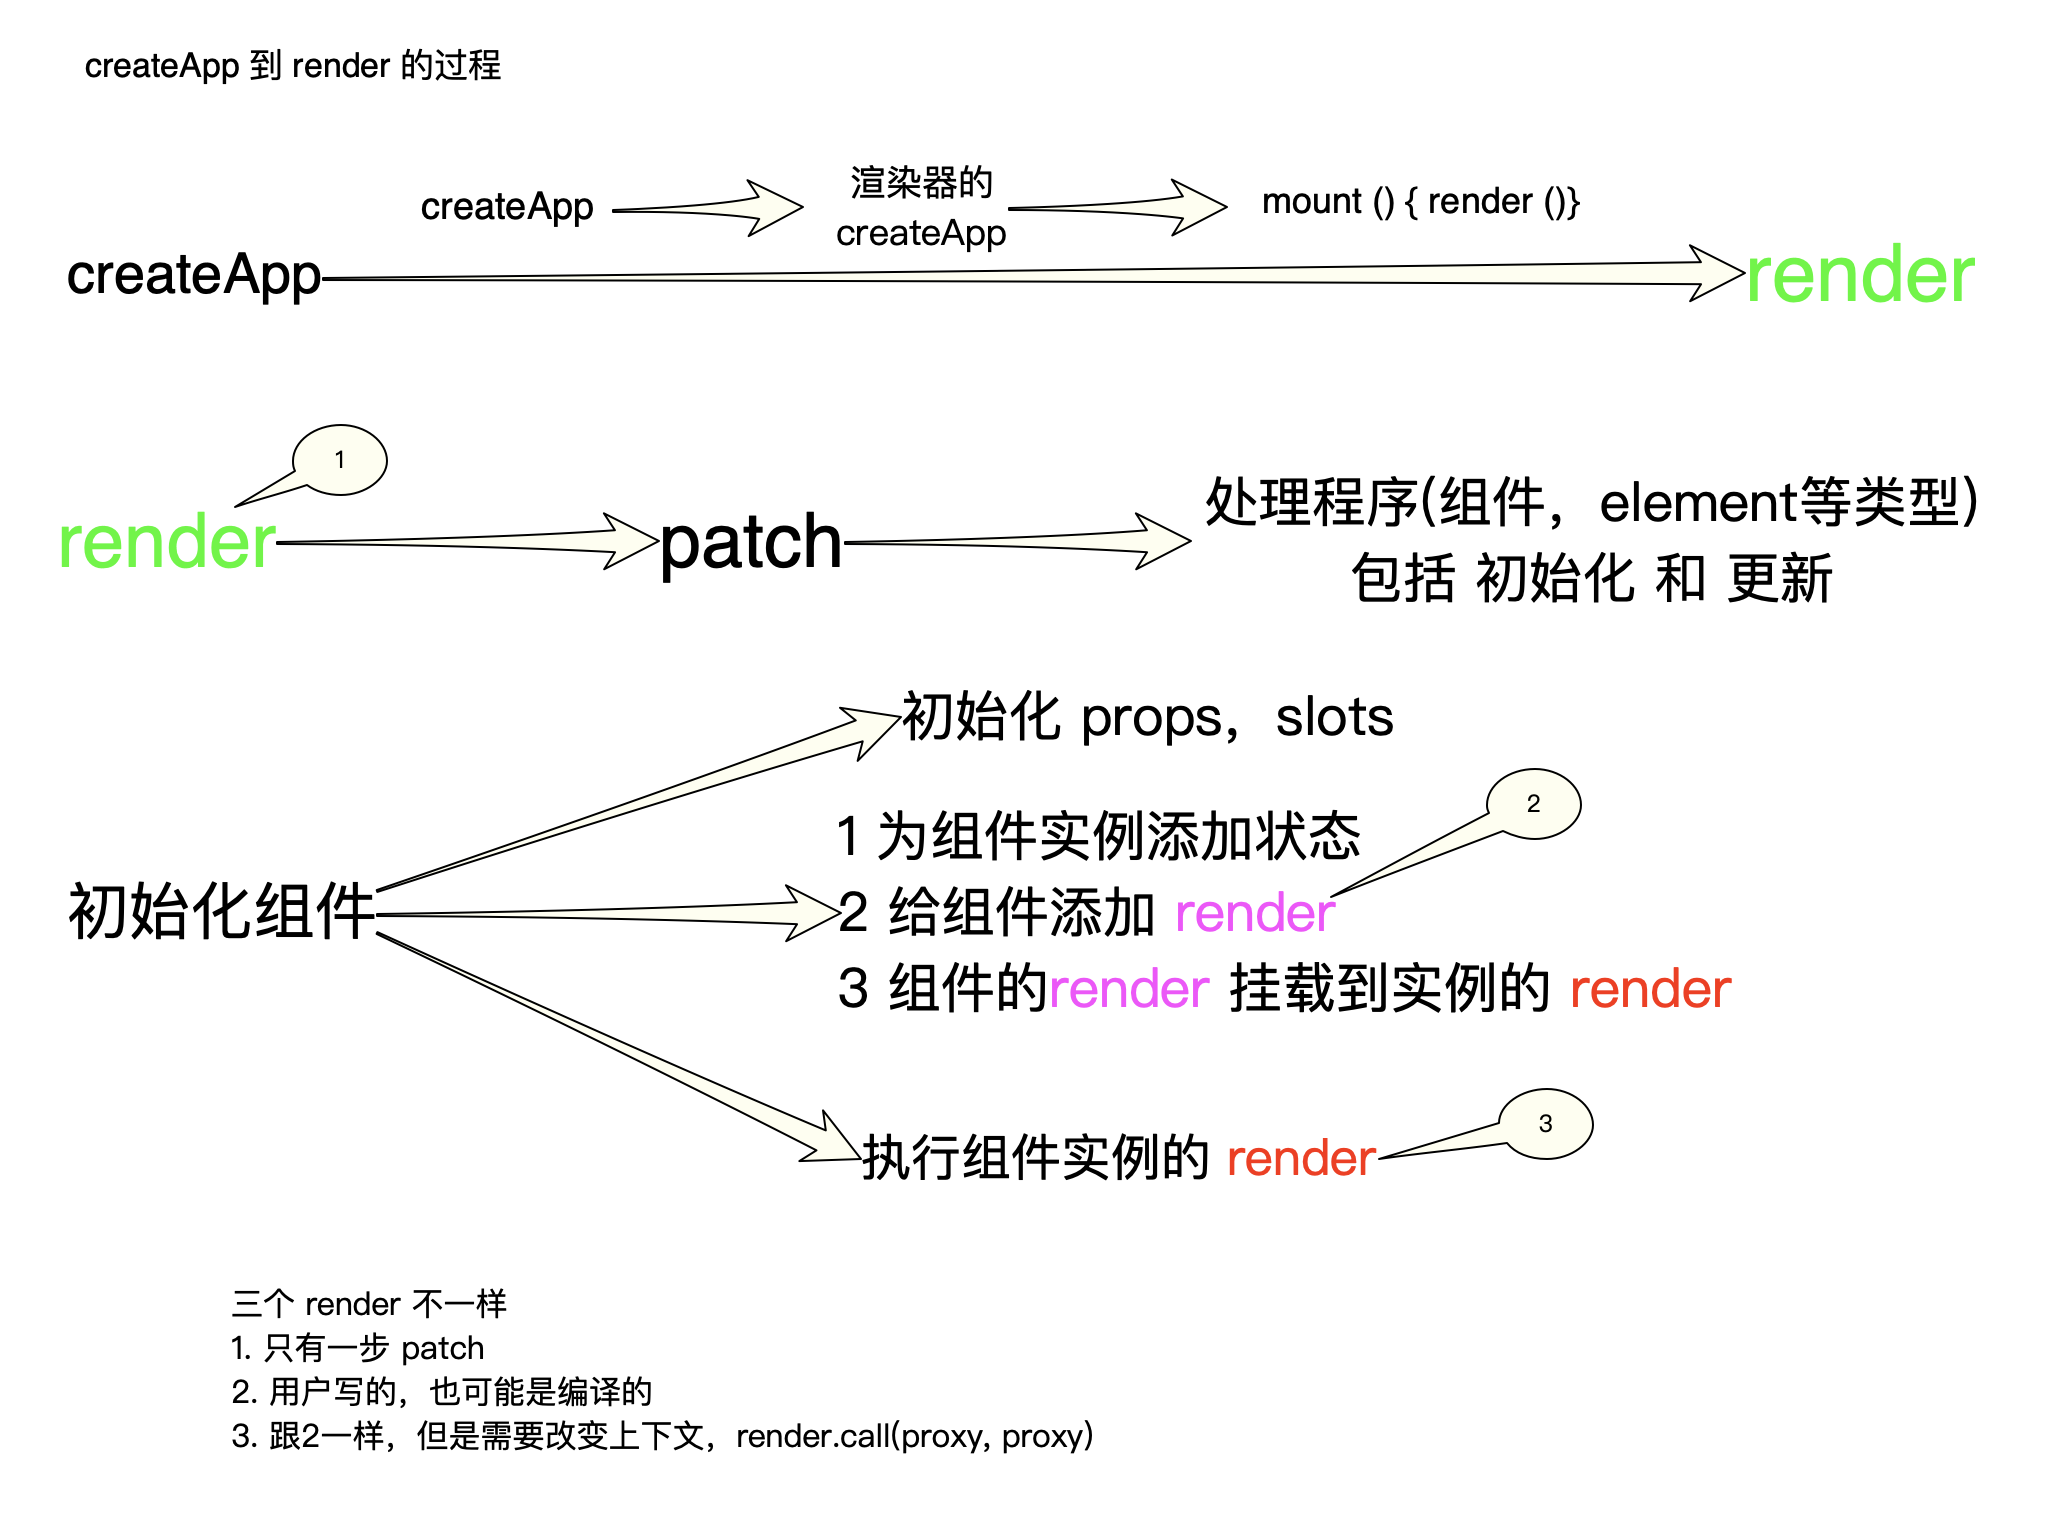 createApp 到 render 的过程
createApp
渲染器的
createApp
mount () { render ()}
createApp
render
1
render
patch
处理程序(组件，element等类型)
包括 初始化 和 更新
初始化 props，slots
2
1 为组件实例添加状态
2 给组件添加 render
3 组件的render 挂载到实例的 render
初始化组件
3
执行组件实例的 render
三个 render 不一样
1. 只有一步 patch
2. 用户写的，也可能是编译的
3. 跟2一样，但是需要改变上下文，render.call(proxy, proxy)